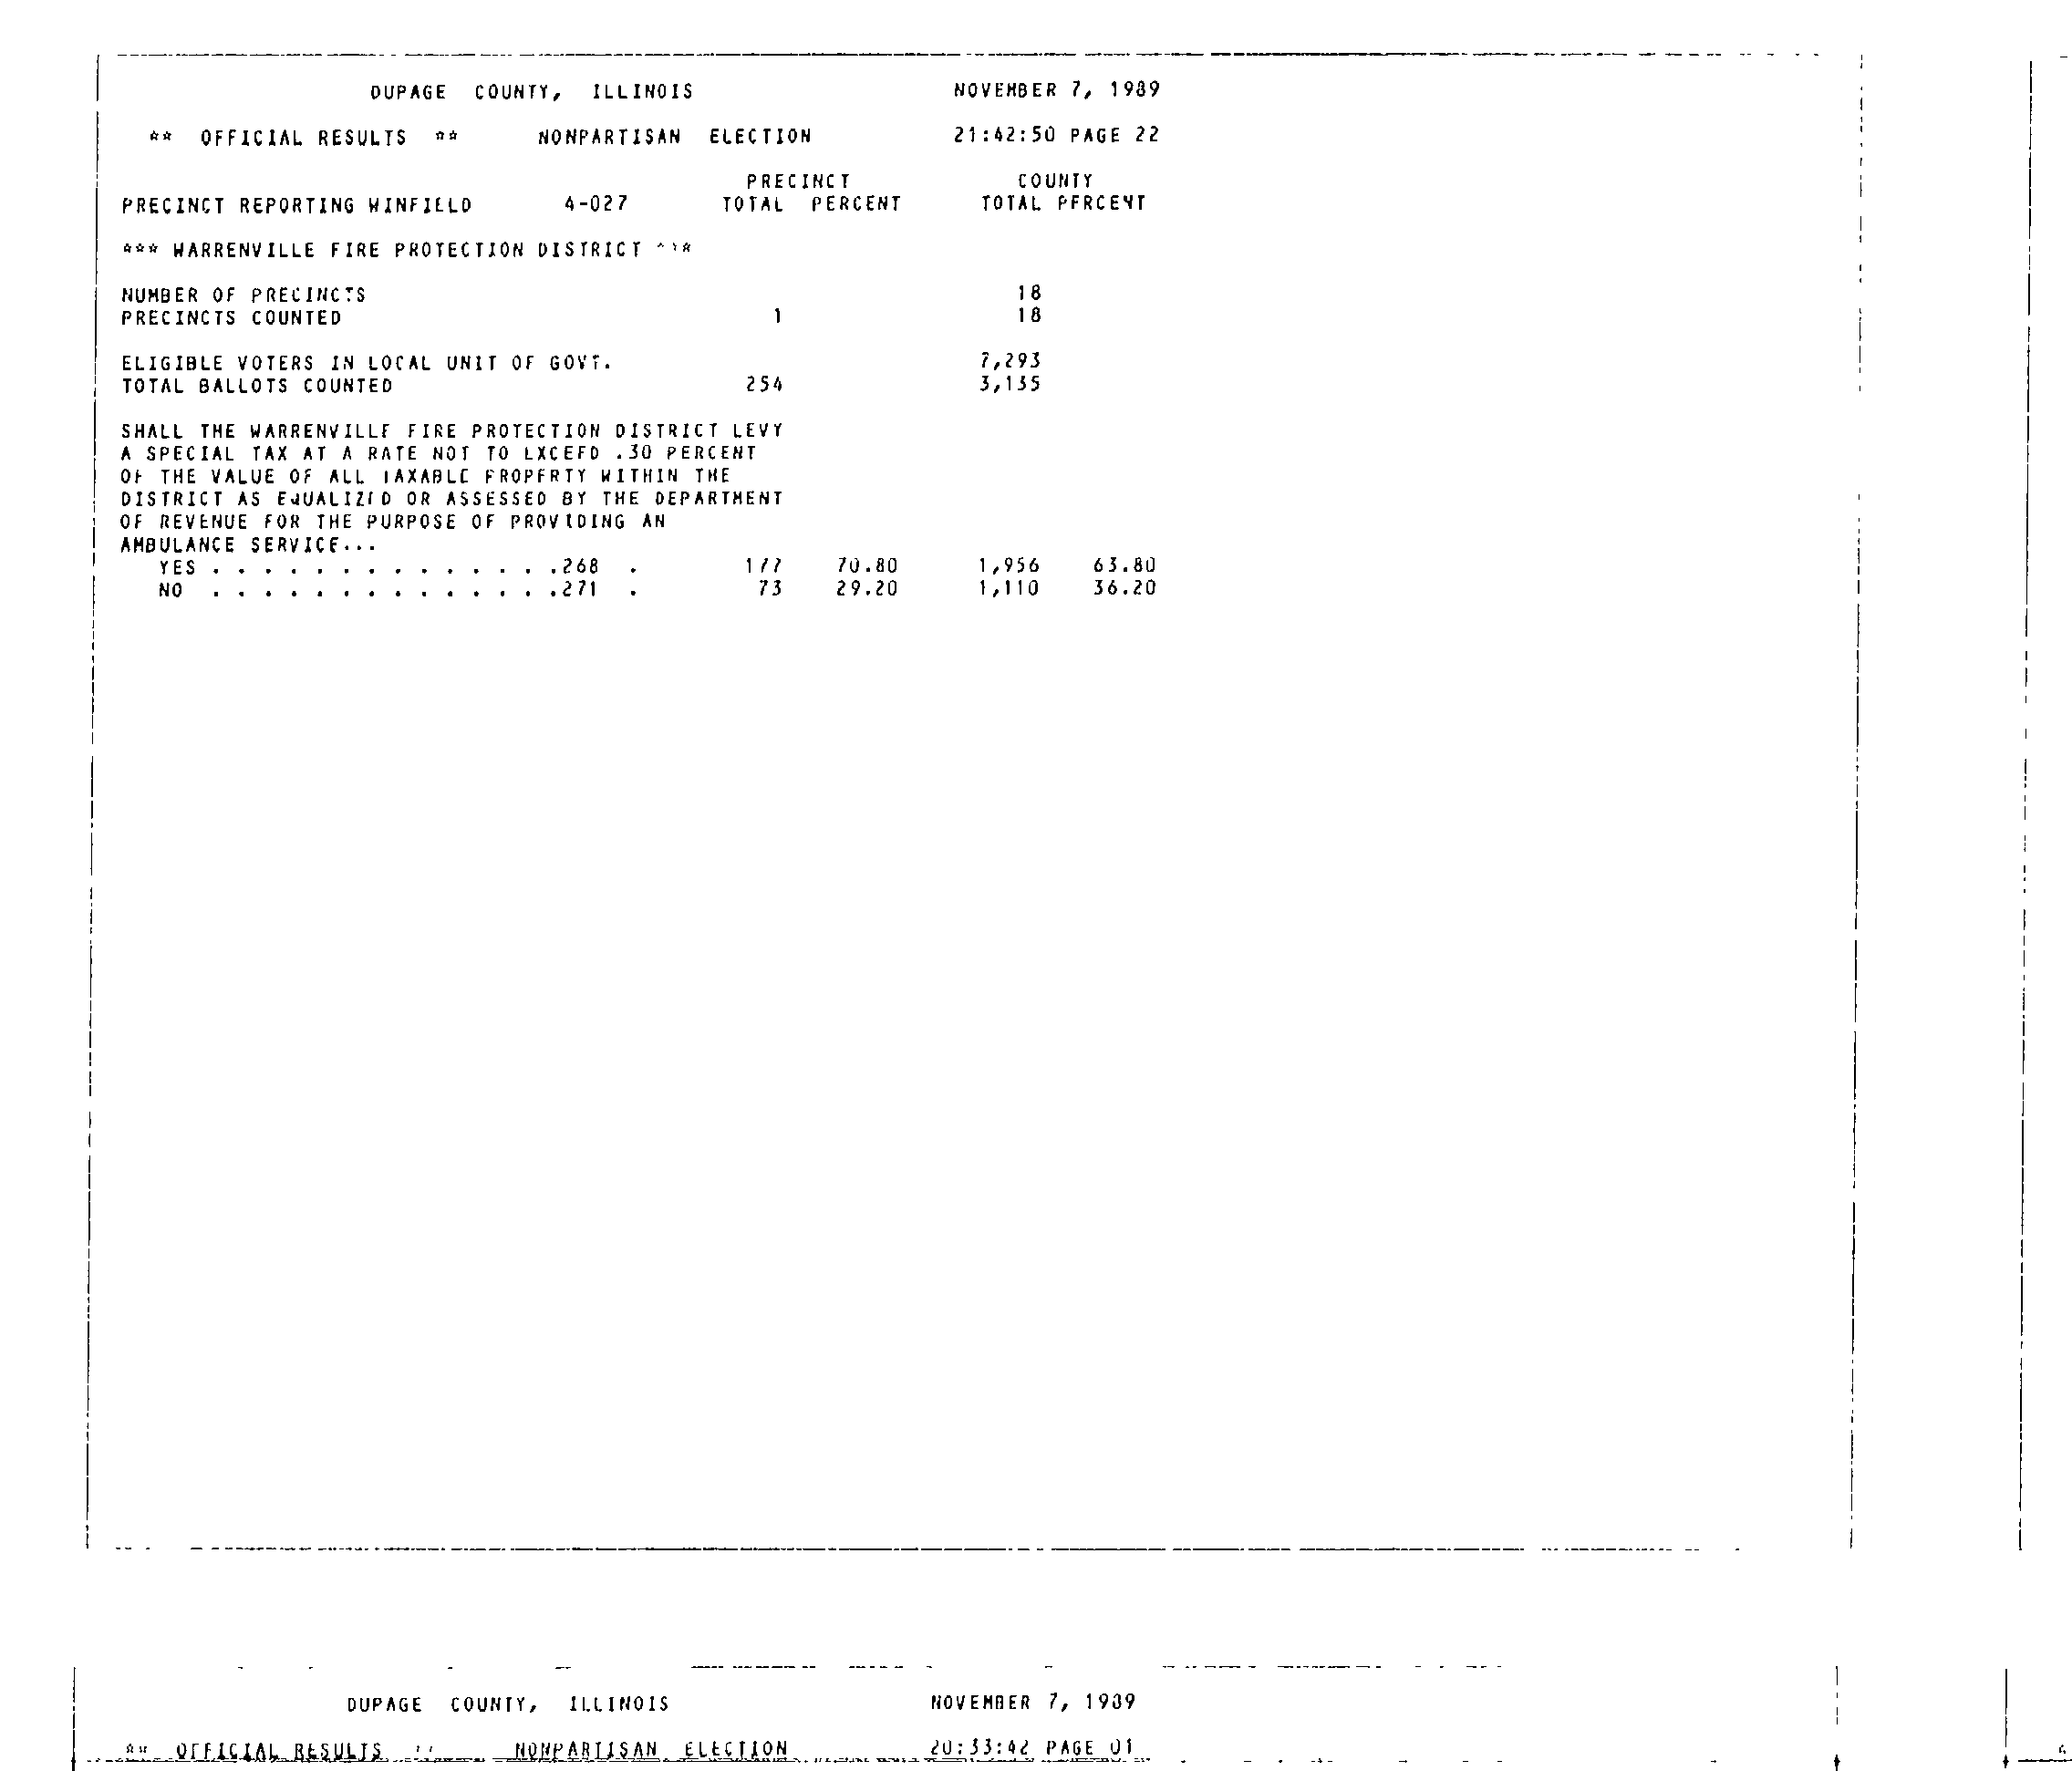 DUPAGE COUNTY, ILLINOIS NOVEMBER 7, 1989
** OFFICIAL RESULTS ** NONPARTISAN ELECTION 21:42:50 PAGE 22
PRECINCT COUNTY
PRECINCT REPORTING WINFIELD 4-027 TOTAL PERCENT TOTAL PERCENT
*** WARRENVILLE FIRE PROTECTION DISTRICT ***
NUMBER OF PRECINCTS 18
PRECINCTS COUNTED 1 18
ELIGIBLE VOTERS IN LOCAL UNIT OF GOVT. 7,293
TOTAL BALLOTS COUNTED 254 3,135
SHALL THE WARRENVILLE FIRE PROTECTION DISTRICT LEVY
A SPECIAL TAX AT A RATE NOT TO EXCEED .30 PERCENT
OF THE VALUE OF ALL TAXABLE PROPERTY WITHIN THE
DISTRICT AS EQUALIZED OR ASSESSED BY THE DEPARTMENT
OF REVENUE FOR THE PURPOSE OF PROVIDING AN
AMBULANCE SERVICE...
YES . . . . . . . . . . . . . .268 . 177 70.80 1,956 63.80
NO . . . . . . . . . . . . . .271 . 73 29.20 1,110 36.20
DUPAGE COUNTY, ILLINOIS NOVEMBER 7, 1989
** OFFICIAL RESULTS ** NONPARTISAN ELECTION 20:33:42 PAGE 01